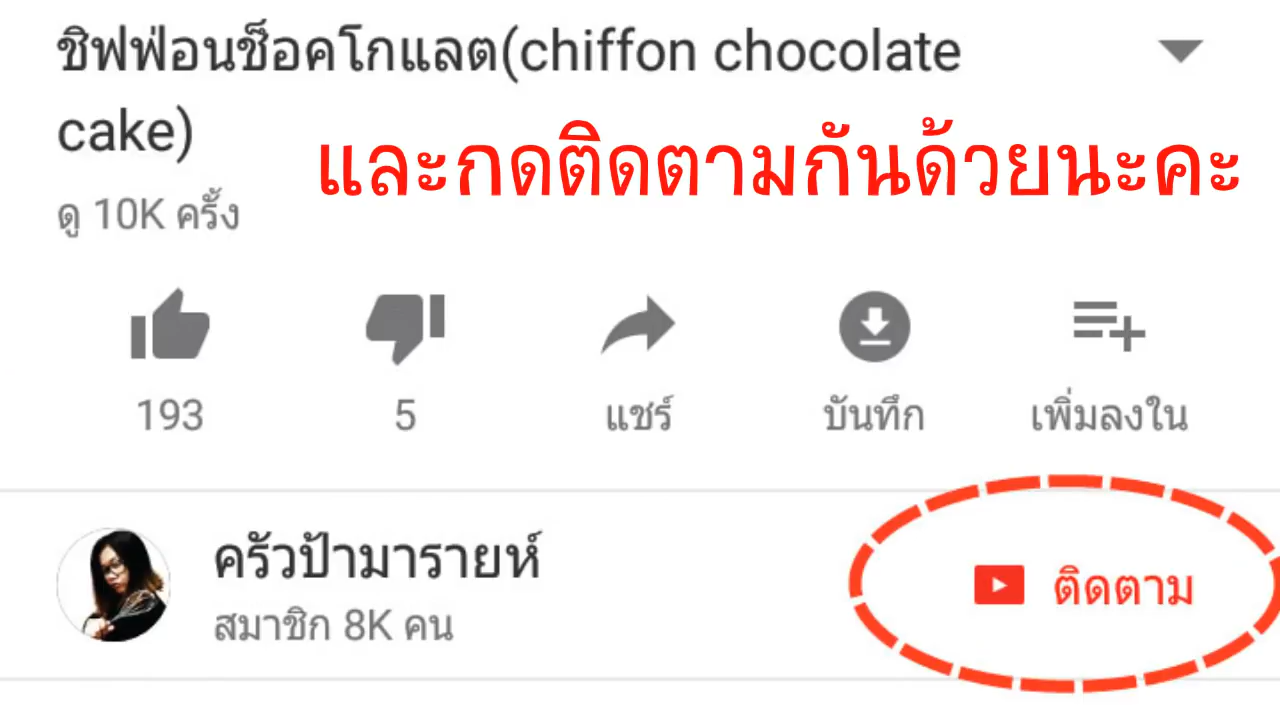 ชิฟฟ่อนช็อคโกแลต(chiffon chocolate
cake)
และกดติดตามกันด้วยนะคะ
ดู 10K ครั้ง
193
5
แชร์
บันทึก
เพิ่มลงใน
ครัวป้ามารายห์
สมาชิก 8K คน
ติดตาม